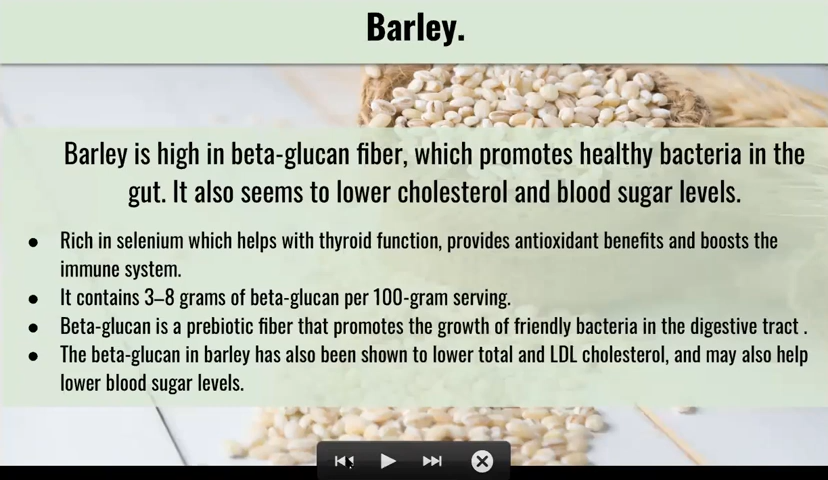 Barley.
Barley is high in beta-glucan fiber, which promotes healthy bacteria in the
gut. It also seems to lower cholesterol and blood sugar levels.
● Rich in selenium which helps with thyroid function, provides antioxidant benefits and boosts the
immune system.
● It contains 3–8 grams of beta-glucan per 100-gram serving.
● Beta-glucan is a prebiotic fiber that promotes the growth of friendly bacteria in the digestive tract .
● The beta-glucan in barley has also been shown to lower total and LDL cholesterol, and may also help
lower blood sugar levels.